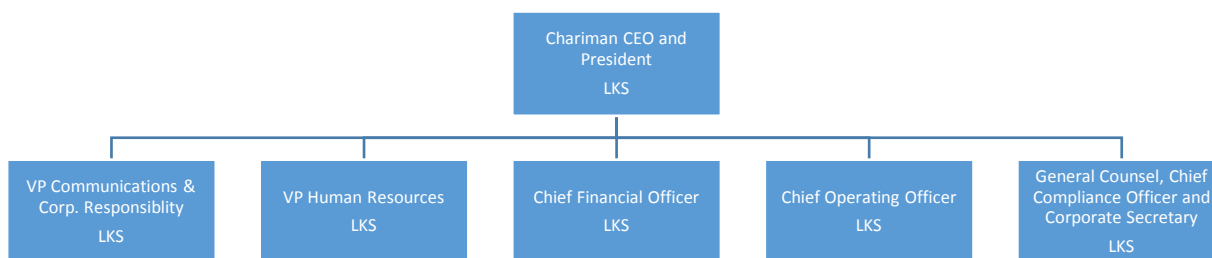 Chariman CEO and
President
LKS
VP Communications &
Corp. Responsiblity
LKS
VP Human Resources
LKS
Chief Financial Officer
LKS
Chief Operating Officer
LKS
General Counsel, Chief
Compliance Officer and
Corporate Secretary
LKS